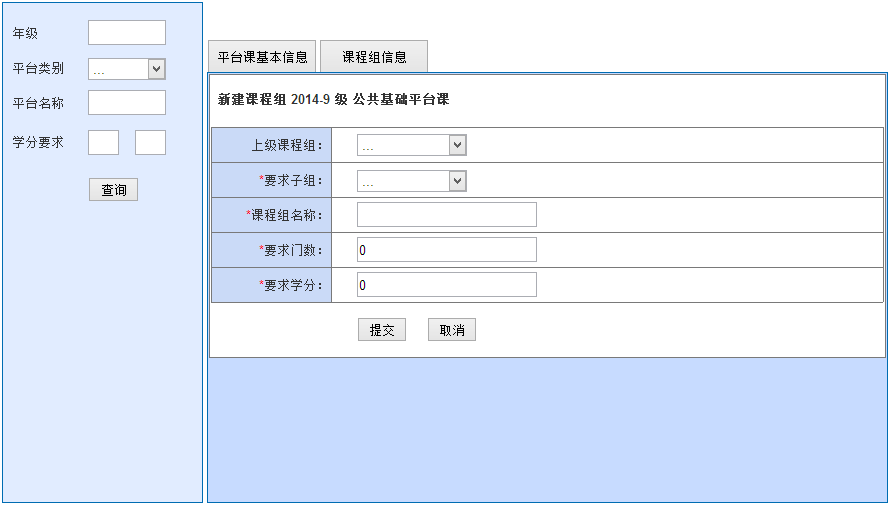 年级
平台类别 ...
平台名称
学分要求
查询
平台课基本信息 课程组信息
新建课程组 2014-9 级 公共基础平台课
上级课程组： ...
*要求子组： ...
*课程组名称：
*要求门数： 0
*要求学分： 0
提交 取消